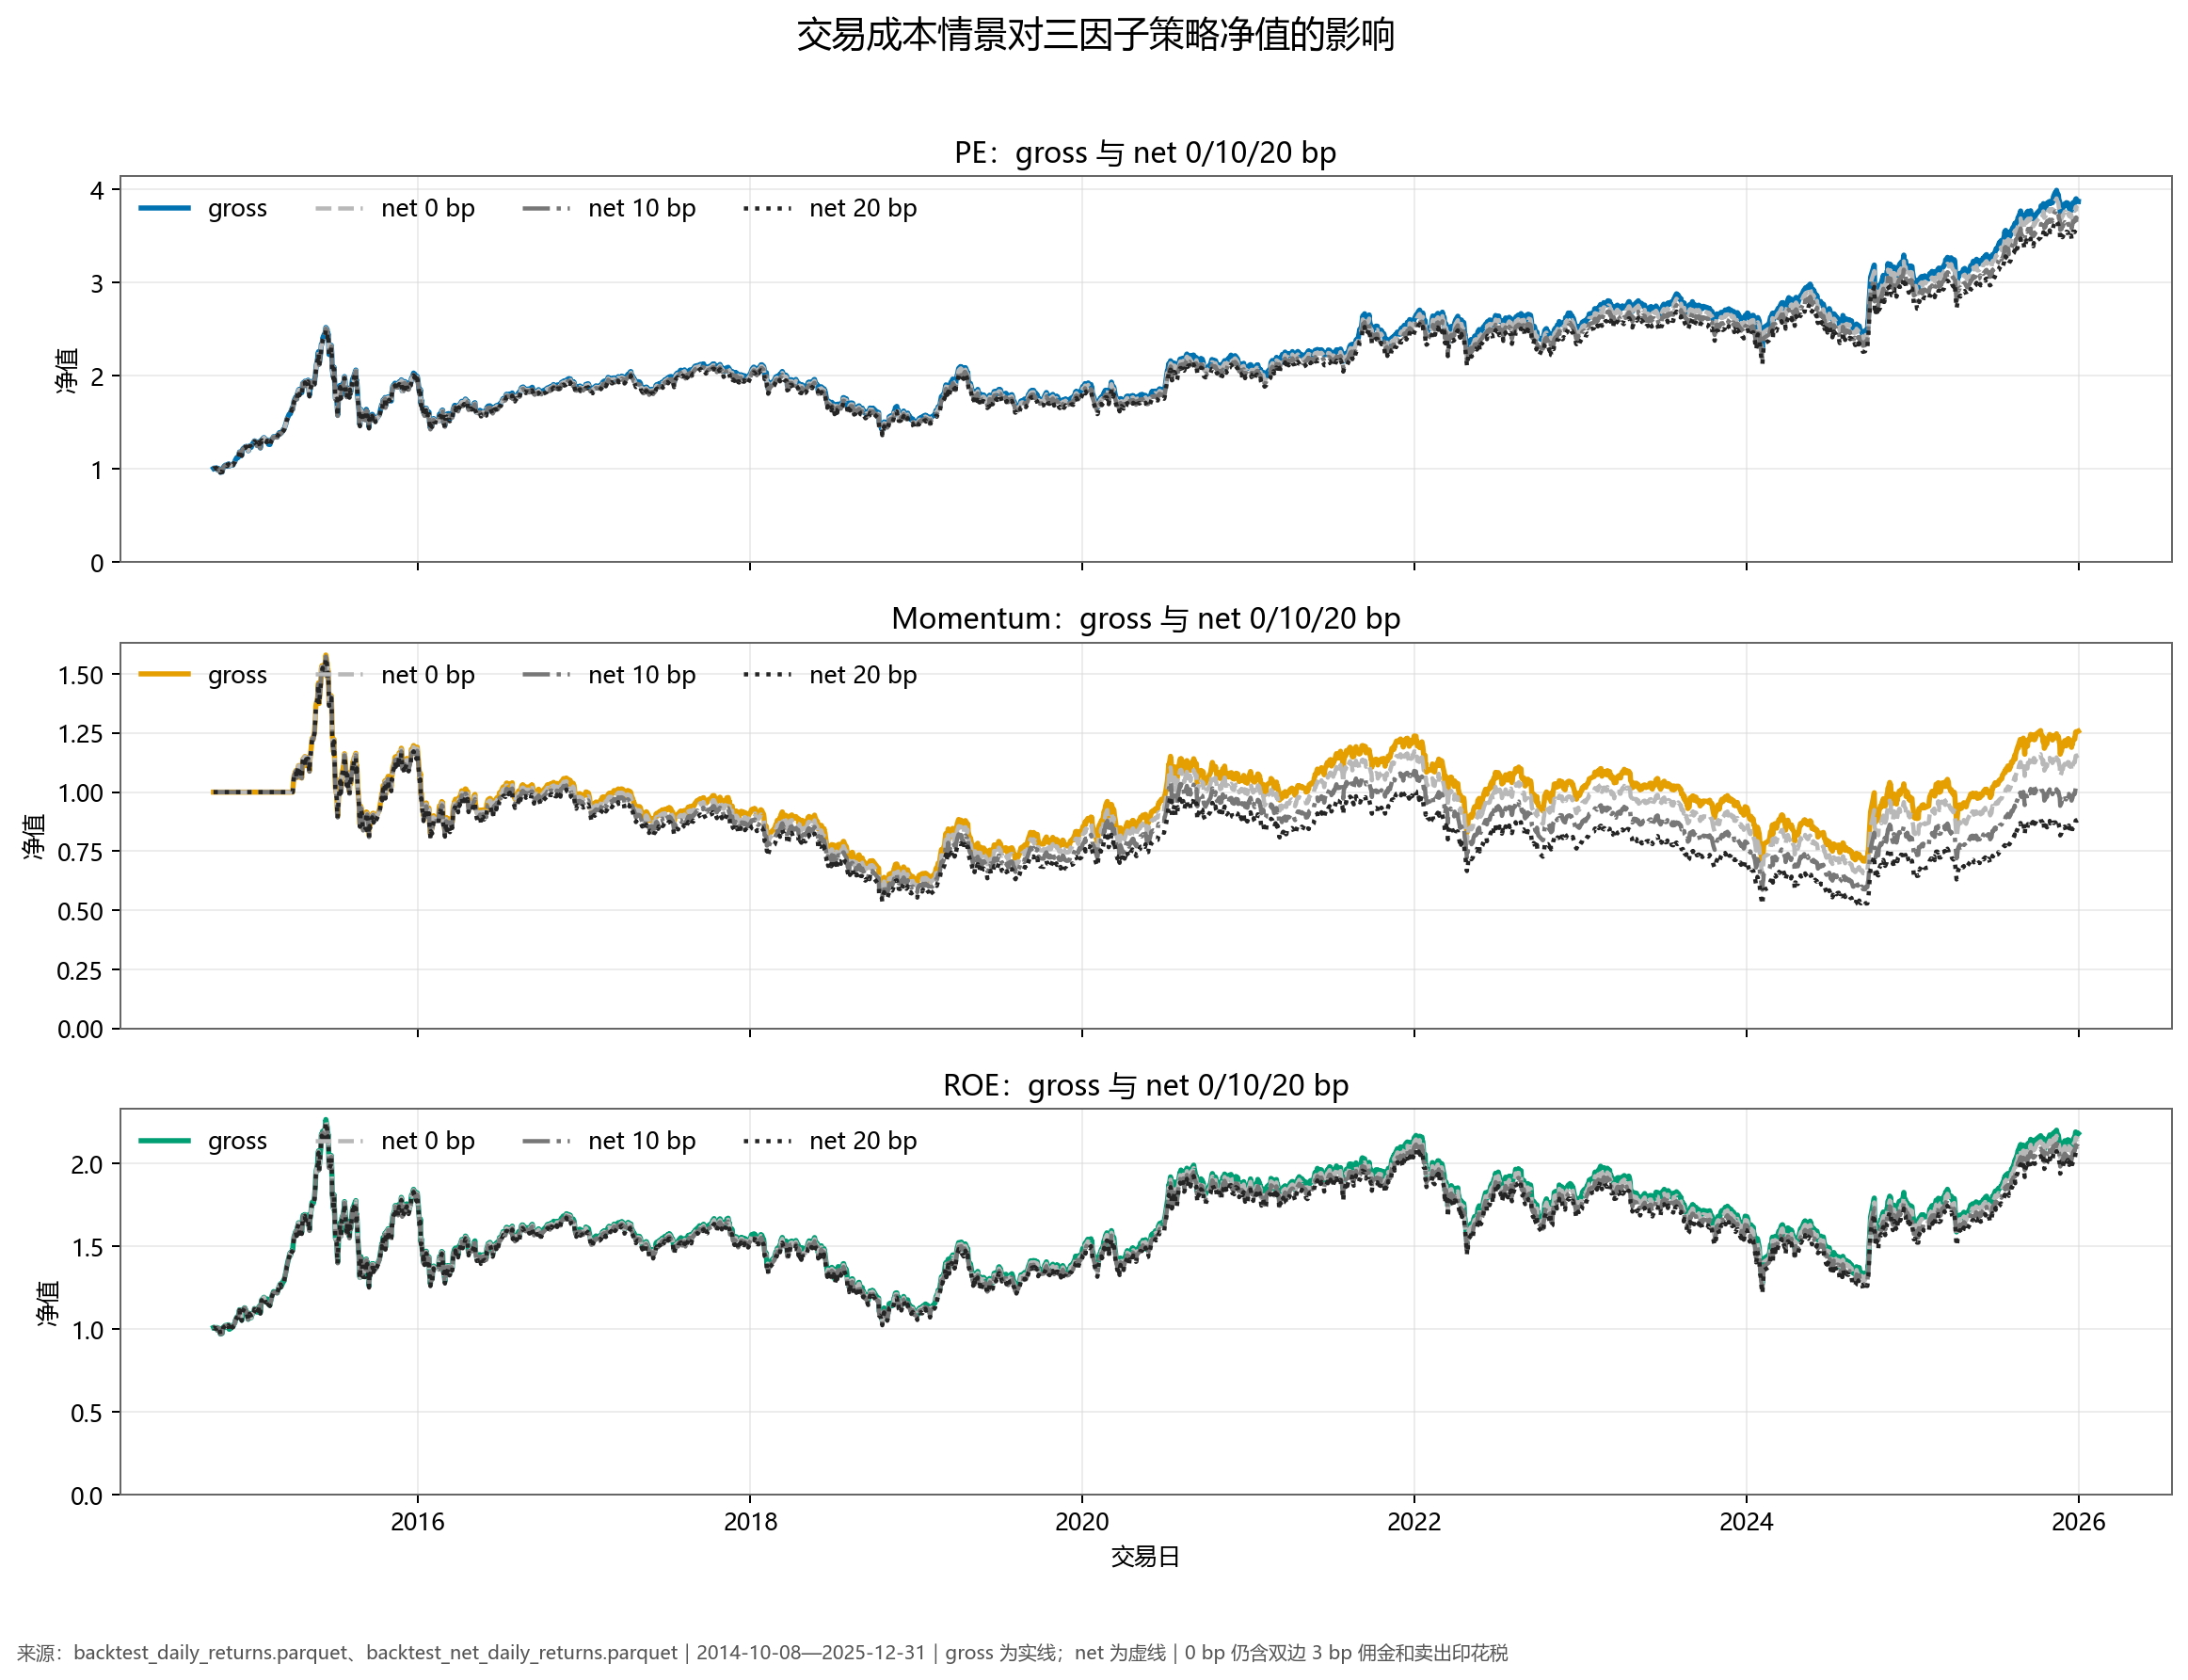 交易成本情景对三因子策略净值的影响
PE：gross 与 net 0/10/20 bp
gross net 0 bp net 10 bp net 20 bp
4
3
2
1
0
净值
Momentum：gross 与 net 0/10/20 bp
gross net 0 bp net 10 bp net 20 bp
1.50
1.25
1.00
0.75
0.50
0.25
0.00
净值
ROE：gross 与 net 0/10/20 bp
gross net 0 bp net 10 bp net 20 bp
2.0
1.5
1.0
0.5
0.0
净值
2016 2018 2020 2022 2024 2026
交易日
来源：backtest_daily_returns.parquet、backtest_net_daily_returns.parquet | 2014-10-08—2025-12-31 | gross 为实线；net 为虚线 | 0 bp 仍含双边 3 bp 佣金和卖出印花税